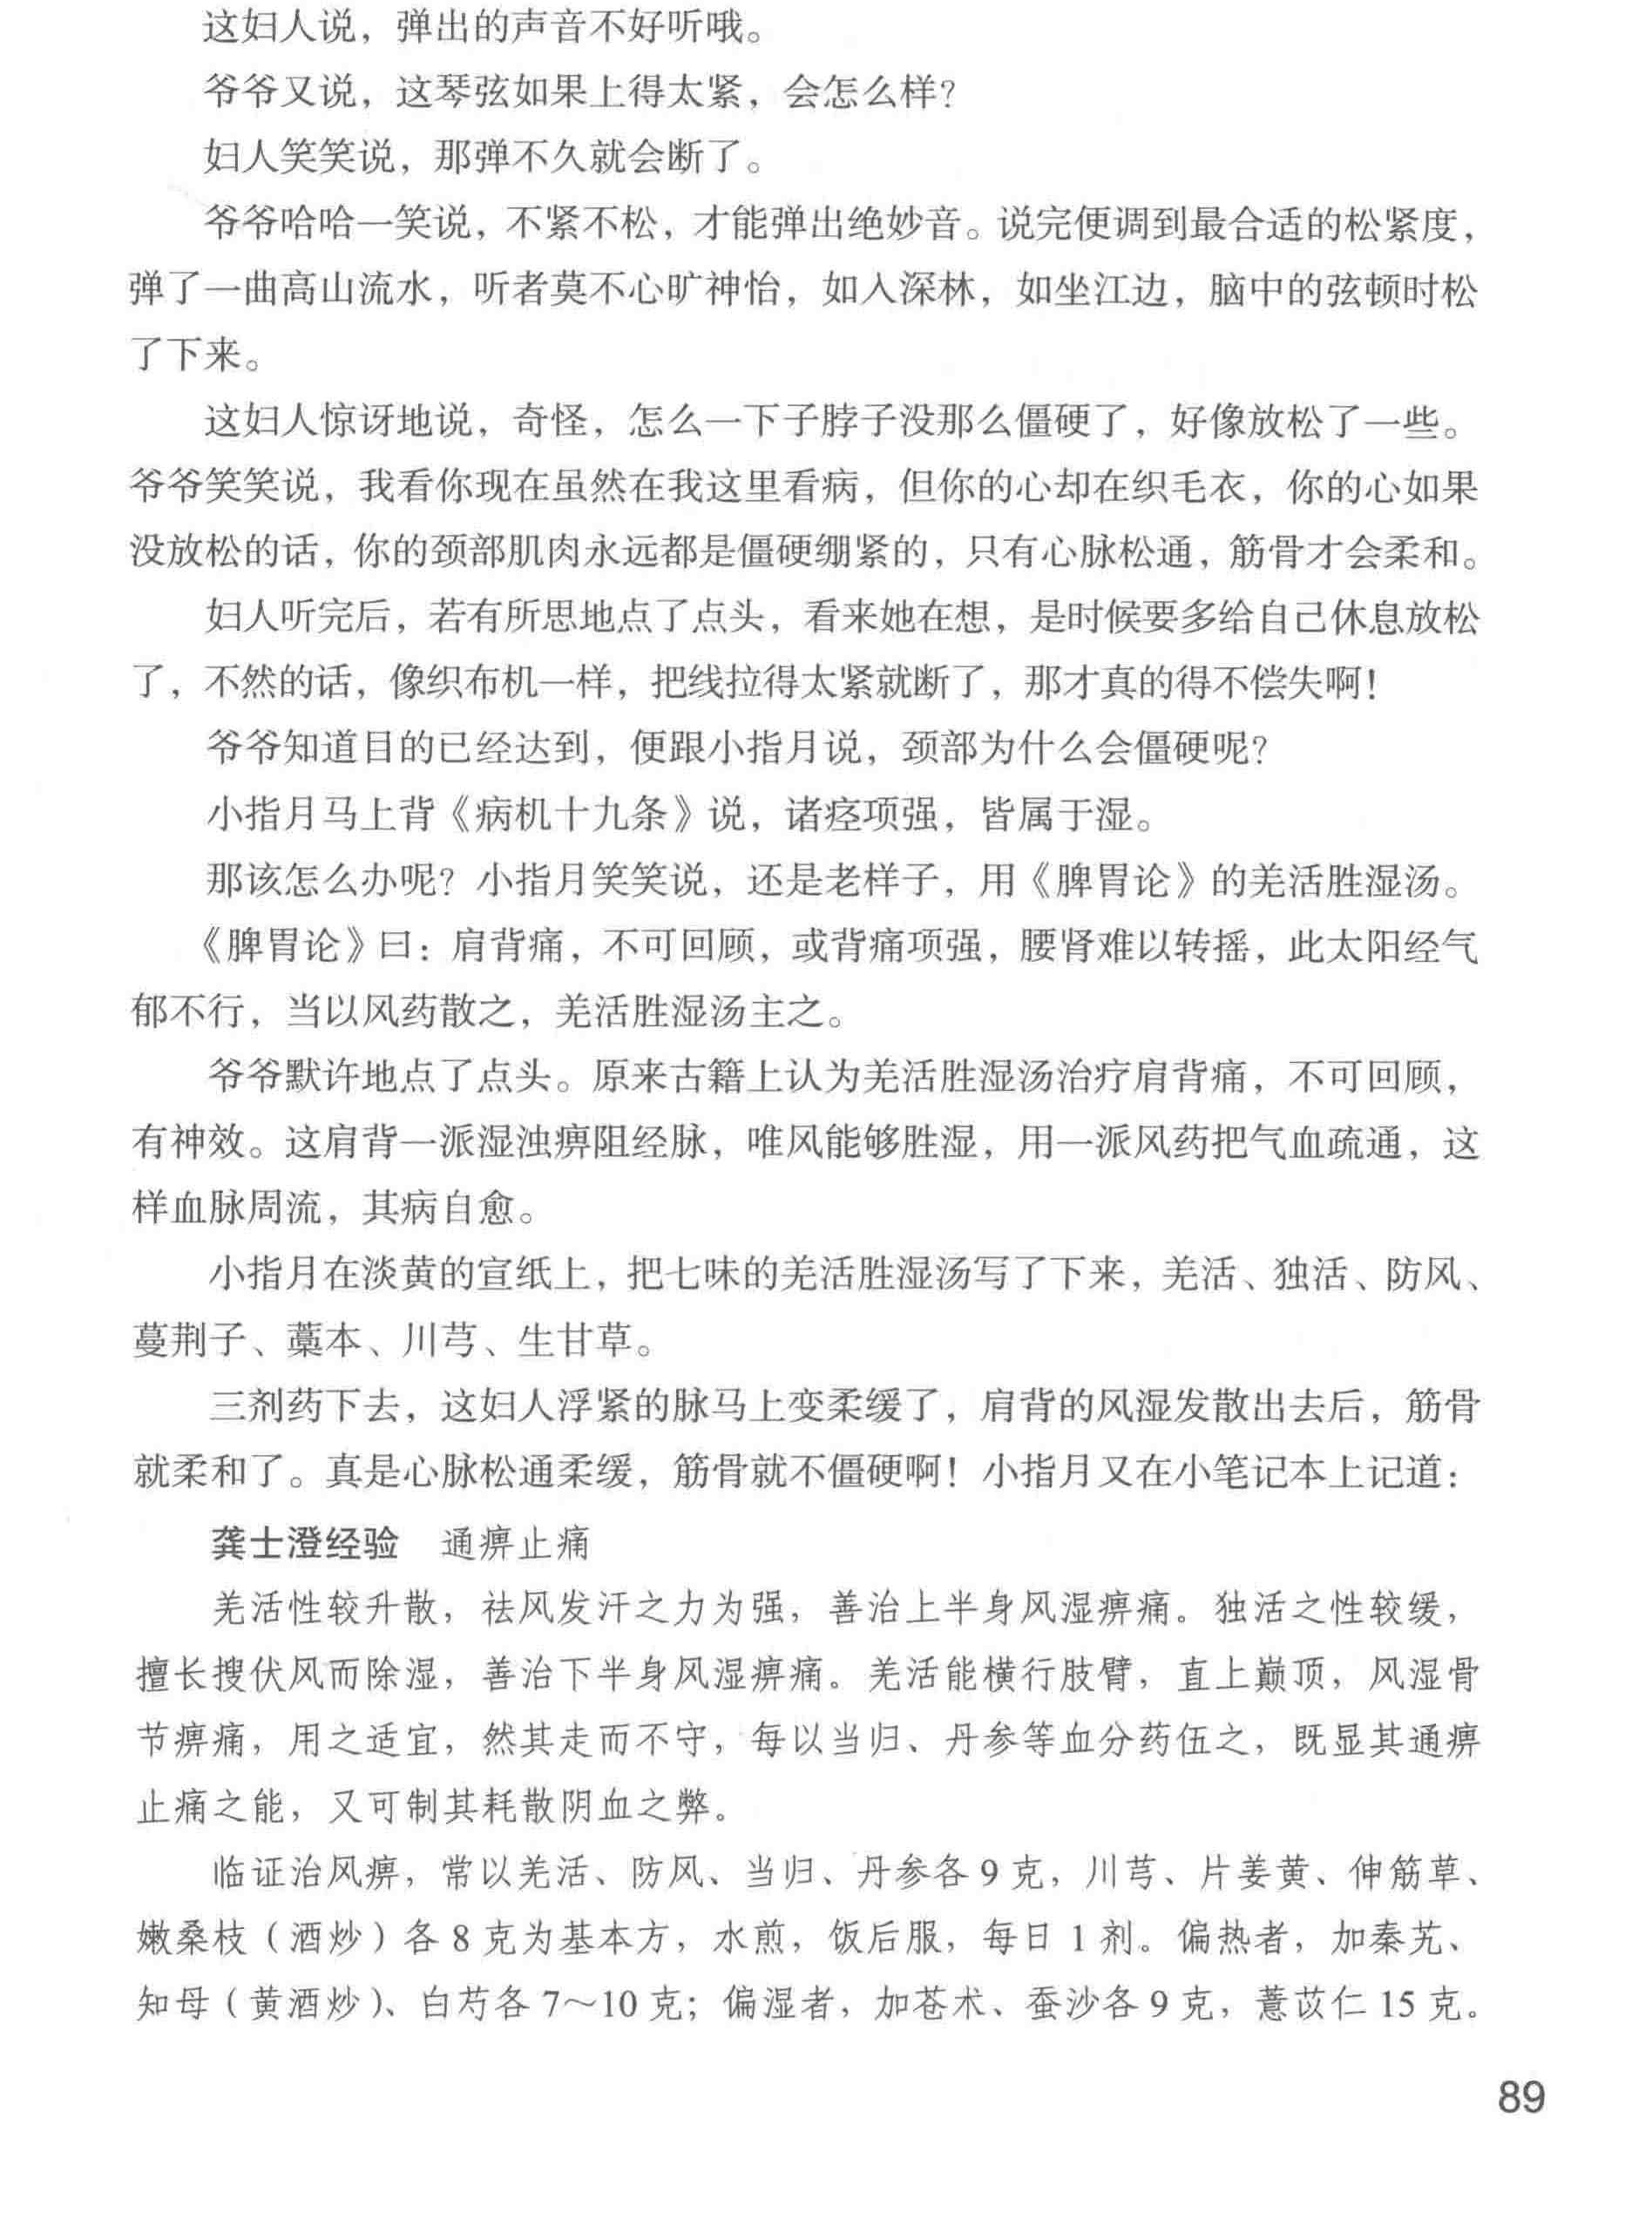 这妇人说，弹出的声音不好听哦。
爷爷又说，这琴弦如果上得太紧，会怎么样？
妇人笑笑说，那弹不久就会断了。
爷爷哈哈一笑说，不紧不松，才能弹出绝妙音。说完便调到最合适的松紧度，
弹了一曲高山流水，听者莫不心旷神怡，如入深林，如坐江边，脑中的弦顿时松
了下来。
这妇人惊讶地说，奇怪，怎么一下子脖子没那么僵硬了，好像放松了一些。
爷爷笑笑说，我看你现在虽然在我这里看病，但你的心却在织毛衣，你的心如果
没放松的话，你的颈部肌肉永远都是僵硬绷紧的，只有心脉松通，筋骨才会柔和。
妇人听完后，若有所思地点了点头，看来她在想，是时候要多给自己休息放松
了，不然的话，像织布机一样，把线拉得太紧就断了，那才真的得不偿失啊！
爷爷知道目的已经达到，便跟小指月说，颈部为什么会僵硬呢？
小指月马上背《病机十九条》说，诸痉项强，皆属于湿。
那该怎么办呢？小指月笑笑说，还是老样子，用《脾胃论》的羌活胜湿汤。
《脾胃论》曰：肩背痛，不可回顾，或背痛项强，腰肾难以转摇，此太阳经气
郁不行，当以风药散之，羌活胜湿汤主之。
爷爷默许地点了点头。原来古籍上认为羌活胜湿汤治疗肩背痛，不可回顾，
有神效。这肩背一派湿浊痹阻经脉，唯风能够胜湿，用一派风药把气血疏通，这
样血脉周流，其病自愈。
小指月在淡黄的宣纸上，把七味的羌活胜湿汤写了下来，羌活、独活、防风、
蔓荆子、藁本、川芎、生甘草。
三剂药下去，这妇人浮紧的脉马上变柔缓了，肩背的风湿发散出去后，筋骨
就柔和了。真是心脉松通柔缓，筋骨就不僵硬啊！小指月又在小笔记本上记道：
龚士澄经验　通痹止痛
羌活性较升散，祛风发汗之力为强，善治上半身风湿痹痛。独活之性较缓，
擅长搜伏风而除湿，善治下半身风湿痹痛。羌活能横行肢臂，直上巅顶，风湿骨
节痹痛，用之适宜，然其走而不守，每以当归、丹参等血分药伍之，既显其通痹
止痛之能，又可制其耗散阴血之弊。
临证治风痹，常以羌活、防风、当归、丹参各 9 克，川芎、片姜黄、伸筋草、
嫩桑枝（酒炒）各 8 克为基本方，水煎，饭后服，每日 1 剂。偏热者，加秦艽、
知母（黄酒炒）、白芍各 7～10 克；偏湿者，加苍术、蚕沙各 9 克，薏苡仁 15 克。
89